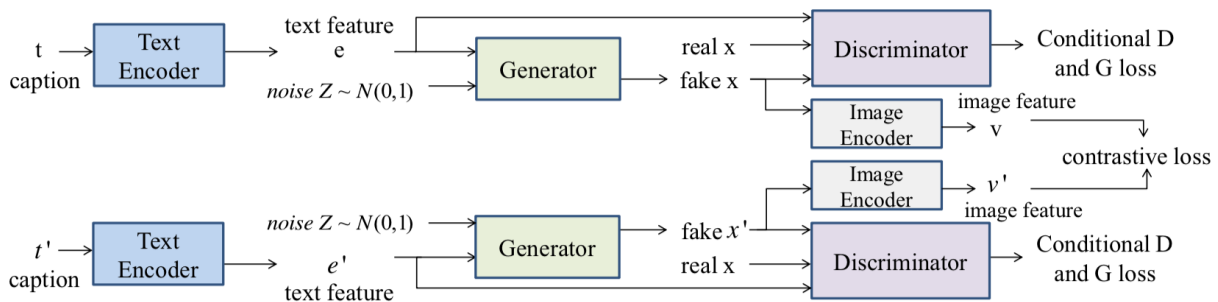 t
caption
Text
Encoder
text feature
e
noise Z ~ N(0,1)
Generator
real x
fake x
Discriminator
Conditional D
and G loss
Image
Encoder
image feature
v
contrastive loss
Image
Encoder
v'
image feature
t'
caption
Text
Encoder
noise Z ~ N(0,1)
e'
text feature
Generator
fake x'
real x
Discriminator
Conditional D
and G loss